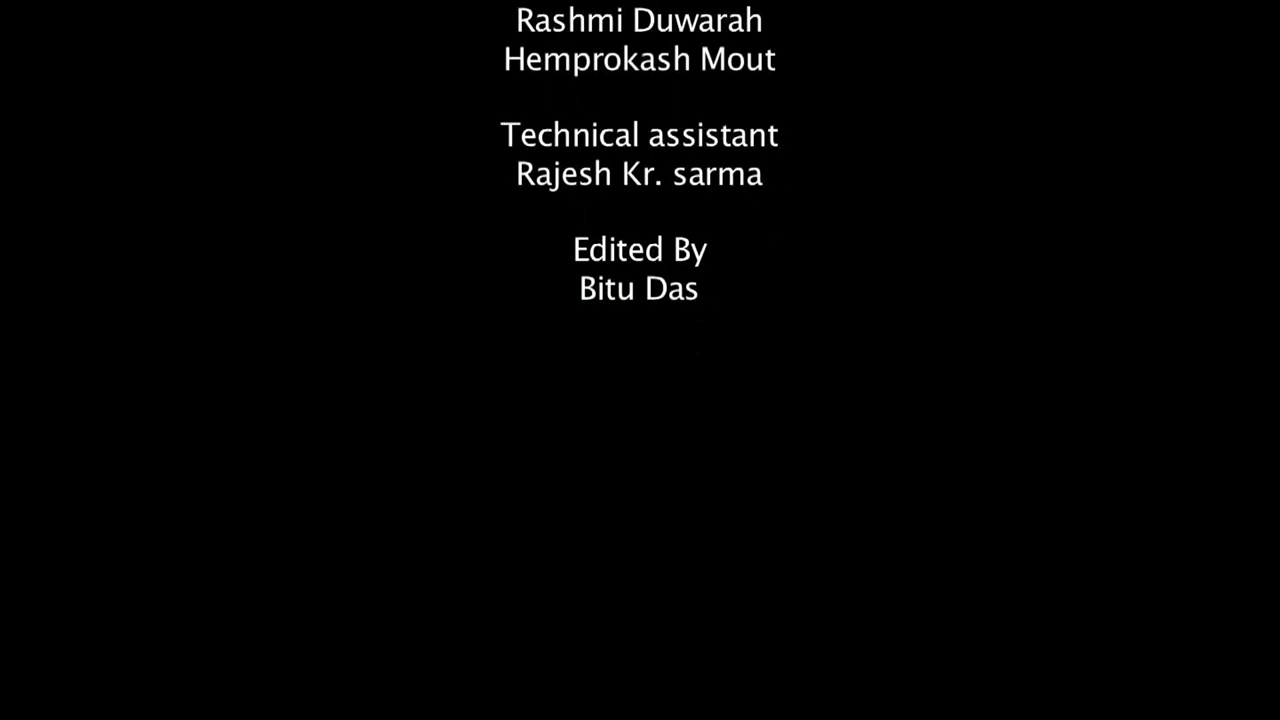 Rashmi Duwarah
Hemprokash Mout
Technical assistant
Rajesh Kr. sarma
Edited By
Bitu Das